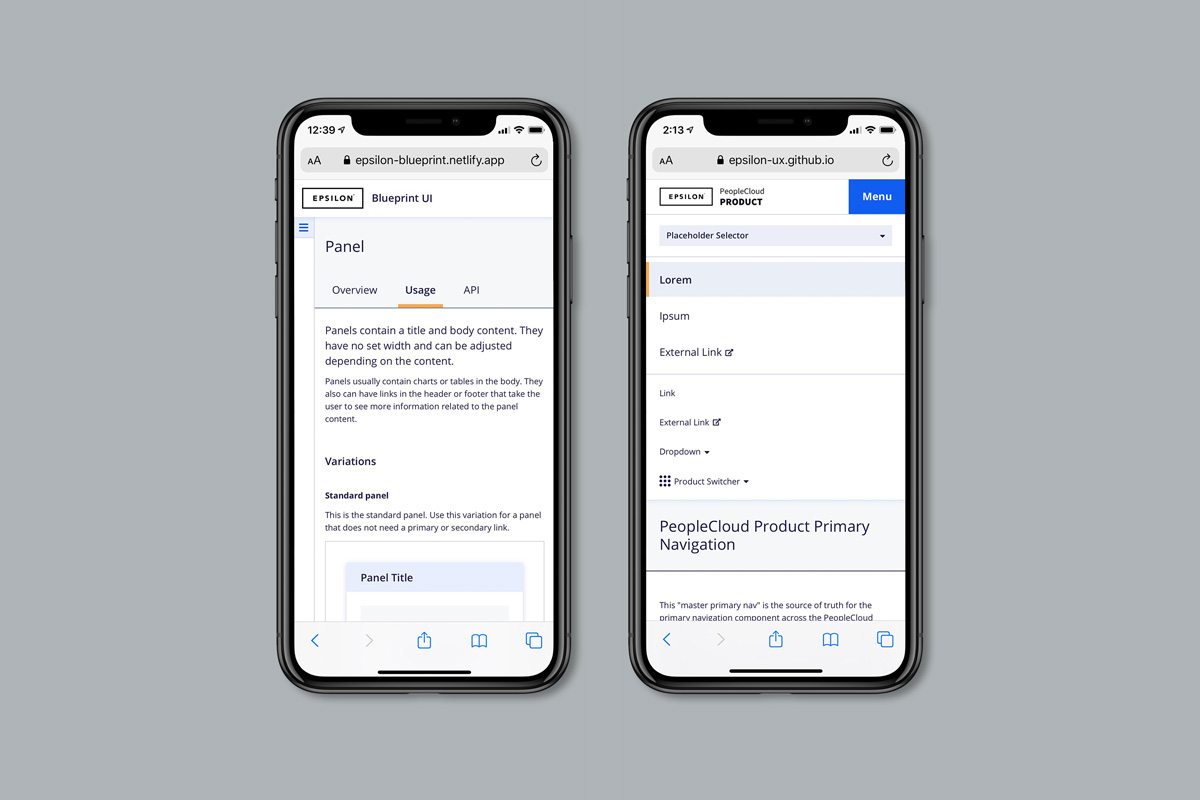 12:39
AA epsilon-blueprint.netlify.app
EPSILON Blueprint UI
Panel
Overview Usage API
Panels contain a title and body content. They
have no set width and can be adjusted
depending on the content.
Panels usually contain charts or tables in the body. They
also can have links in the header or footer that take the
user to see more information related to the panel
content.
Variations
Standard panel
This is the standard panel. Use this variation for a panel
that does not need a primary or secondary link.
Panel Title
2:13
AA epsilon-ux.github.io
EPSILON PeopleCloud
PRODUCT
Menu
Placeholder Selector
Lorem
Ipsum
External Link
Link
External Link
Dropdown
Product Switcher
PeopleCloud Product Primary
Navigation
This "master primary nav" is the source of truth for the
primary navigation component across the PeopleCloud